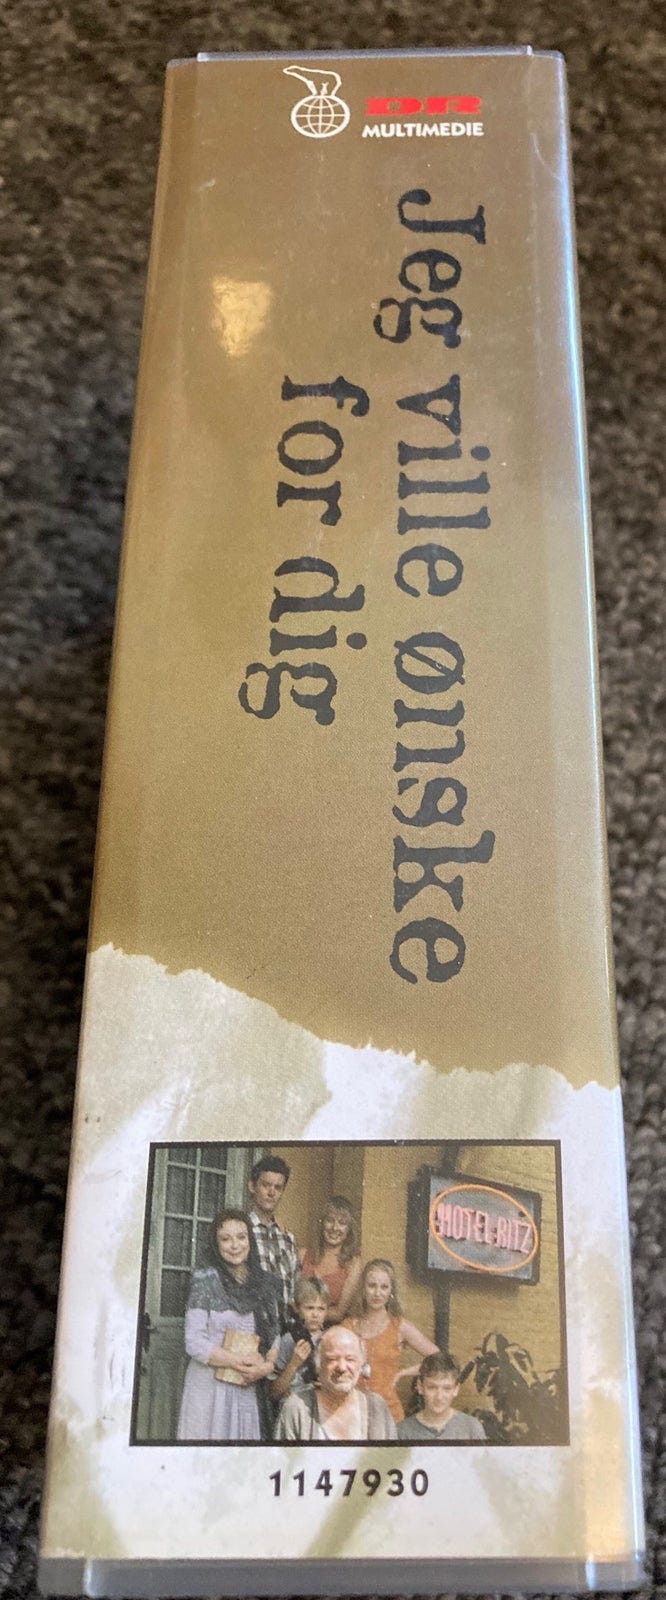 DR
MULTIMEDIE
Jeg ville ønske
for dig
HOTEL RITZ
1147930